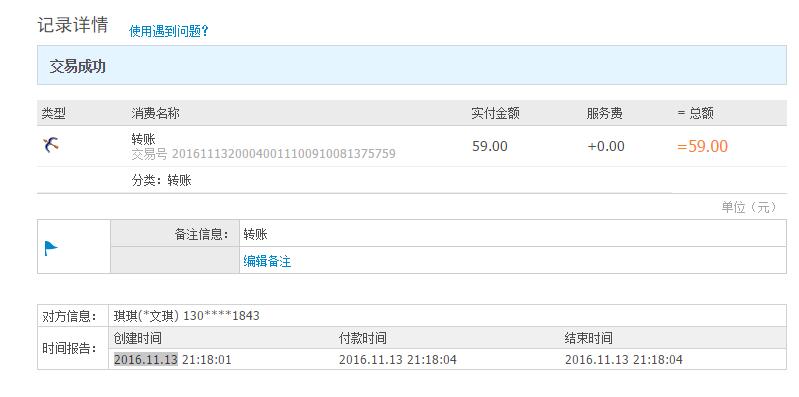 记录详情 使用遇到问题？
交易成功
类型 消费名称 实付金额 服务费 = 总额
转账
交易号 20161113200040011100910081375759
59.00 +0.00 =59.00
分类：转账
单位（元）
备注信息： 转账
编辑备注
对方信息： 琪琪(*文琪) 130****1843
时间报告：
创建时间 付款时间 结束时间
2016.11.13 21:18:01 2016.11.13 21:18:04 2016.11.13 21:18:04